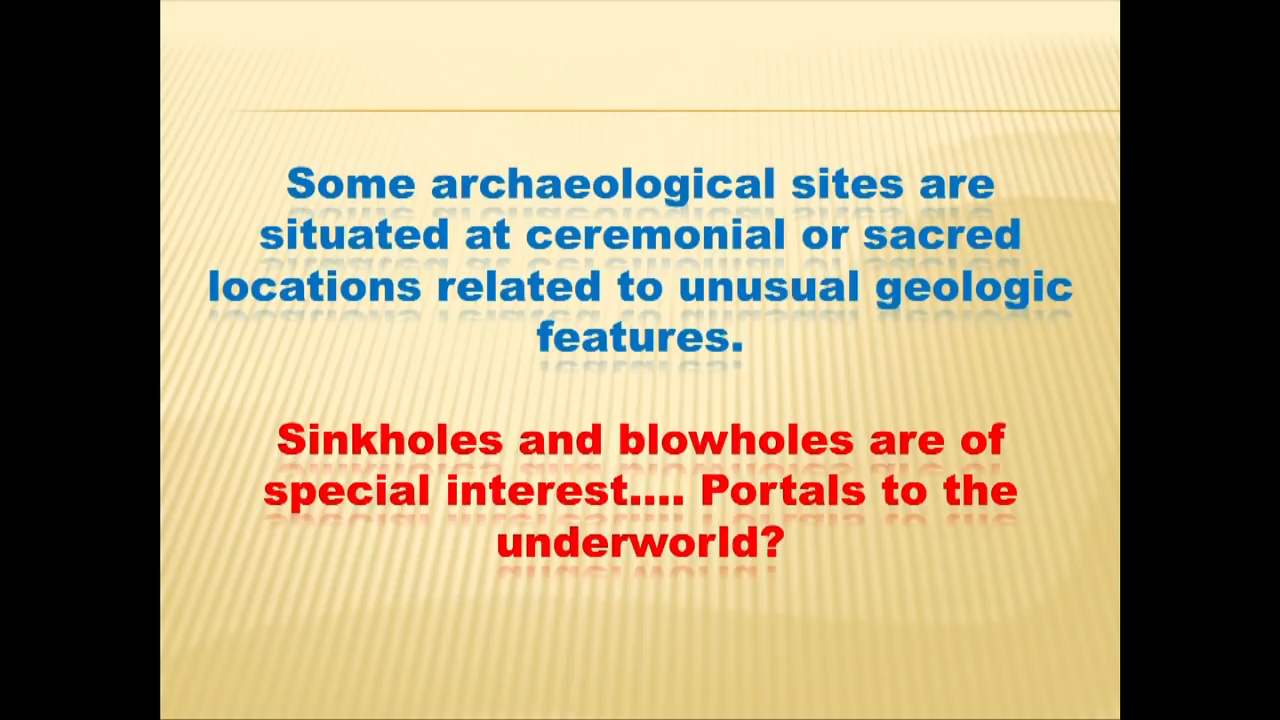 Some archaeological sites are
situated at ceremonial or sacred
locations related to unusual geologic
features.
Sinkholes and blowholes are of
special interest.... Portals to the
underworld?